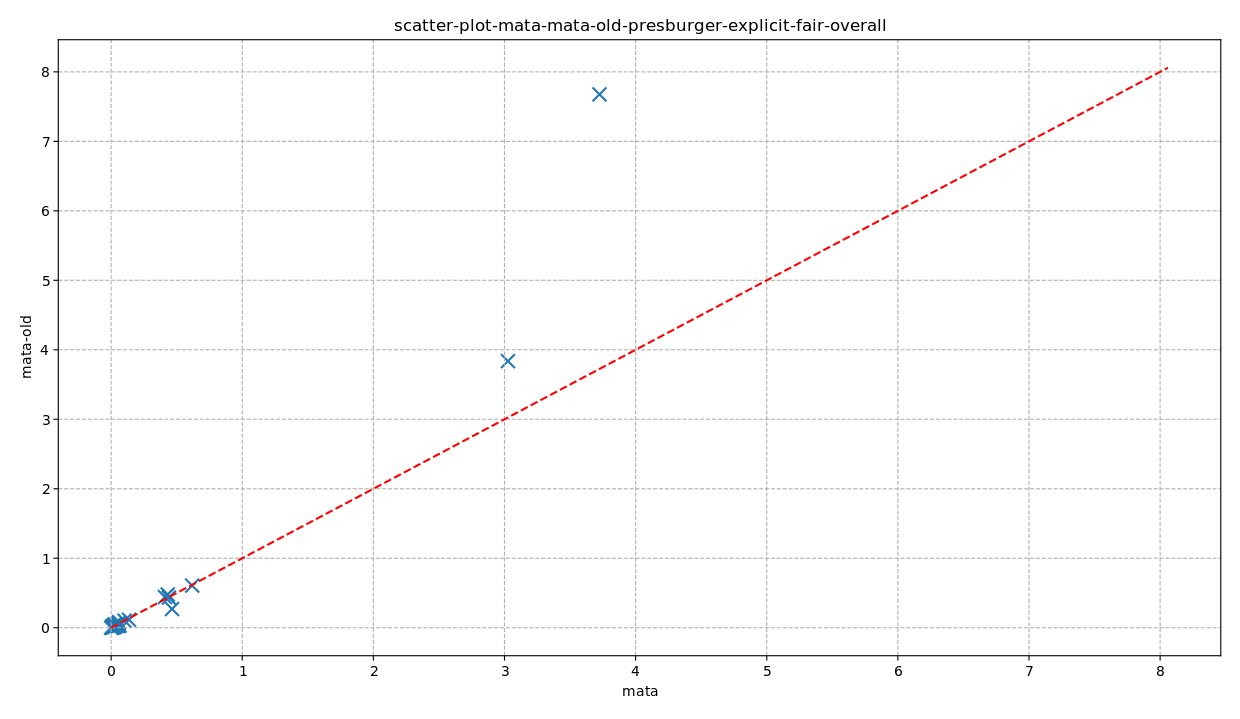 scatter-plot-mata-mata-old-presburger-explicit-fair-overall
8
7
6
5
4
3
2
1
0
mata-old
0 1 2 3 4 5 6 7 8
mata